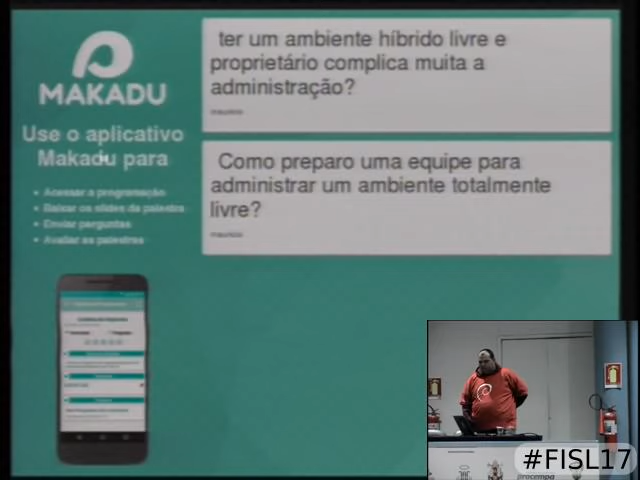 MAKADU
Use o aplicativo
Makadu para
Acessar a programação
Baixar os slides da palestra
Enviar perguntas
Avaliar as palestras
ter um ambiente híbrido livre e
proprietário complica muita a
administração?
mauricio
Como preparo uma equipe para
administrar um ambiente totalmente
livre?
mauricio
#FISL17
procempa